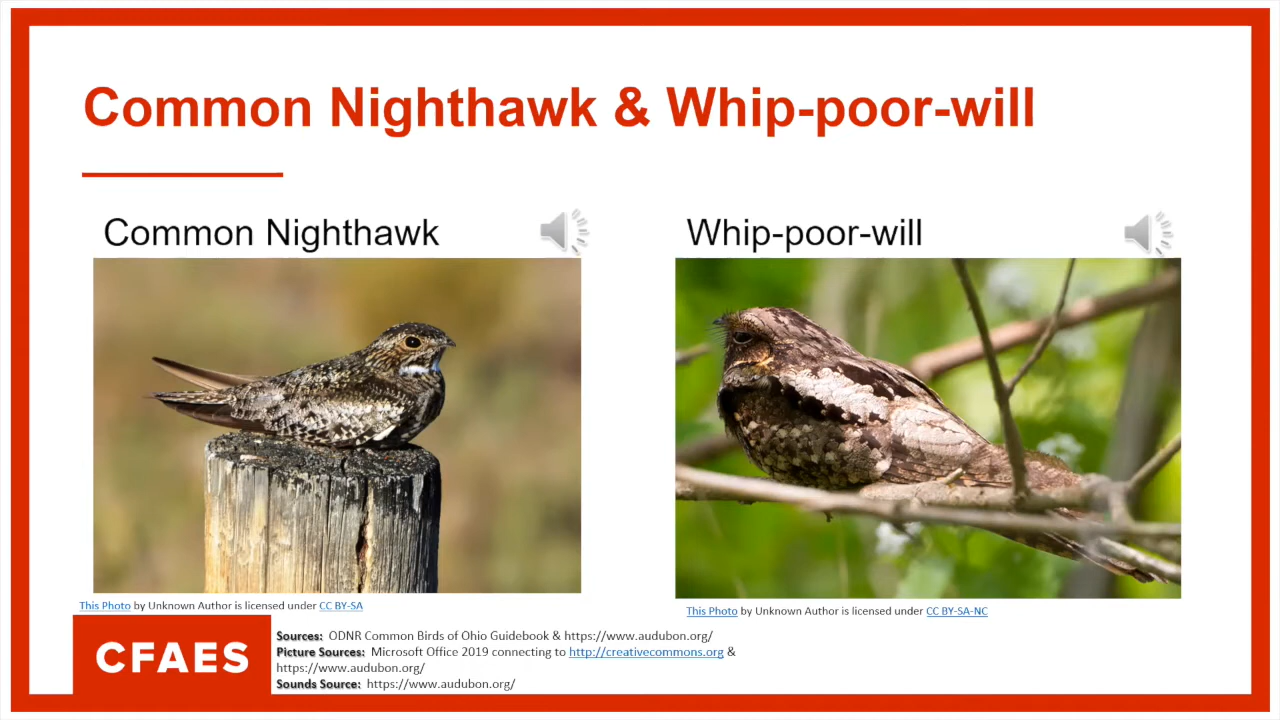 Common Nighthawk & Whip-poor-will
Common Nighthawk
Whip-poor-will
This Photo by Unknown Author is licensed under CC BY-SA
This Photo by Unknown Author is licensed under CC BY-SA-NC
CFAES
Sources: ODNR Common Birds of Ohio Guidebook & https://www.audubon.org/
Picture Sources: Microsoft Office 2019 connecting to http://creativecommons.org &
https://www.audubon.org/
Sounds Source: https://www.audubon.org/